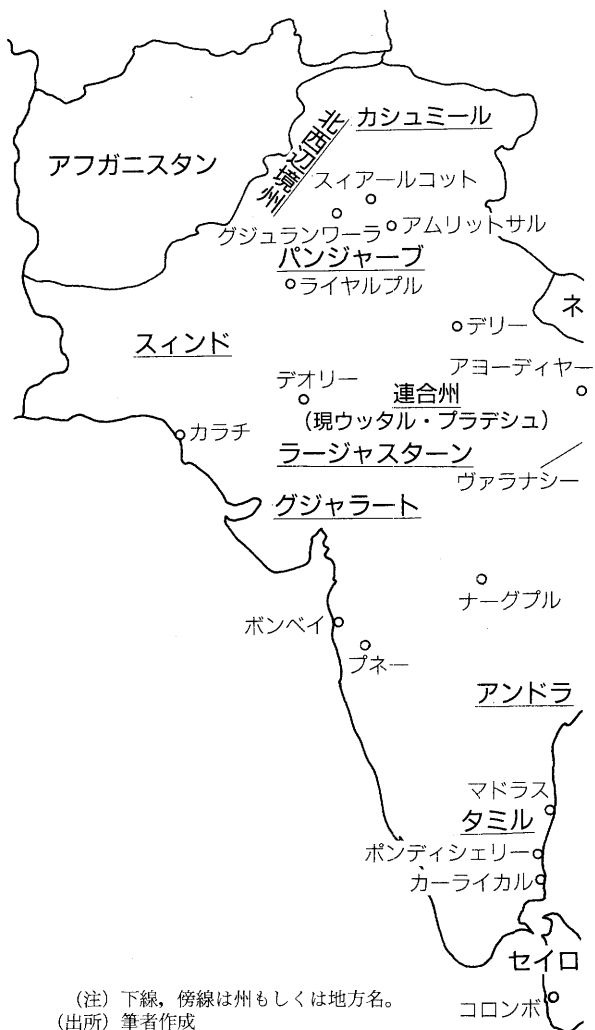 カシュミール
北西辺境州
アフガニスタン
スィアールコット
グジュランワーラ
アムリットサル
パンジャーブ
ライヤルプル
ネ
デリー
スィンド
アヨーディヤー
デオリー
連合州
(現ウッタル・プラデシュ)
カラチ
ラージャスターン
ヴァラナシー
グジャラート
ナーグプル
ボンベイ
プネー
アンドラ
マドラス
タミル
ポンディシェリー
カーライカル
セイロ
コロンボ
(注) 下線,傍線は州もしくは地方名。
(出所) 筆者作成